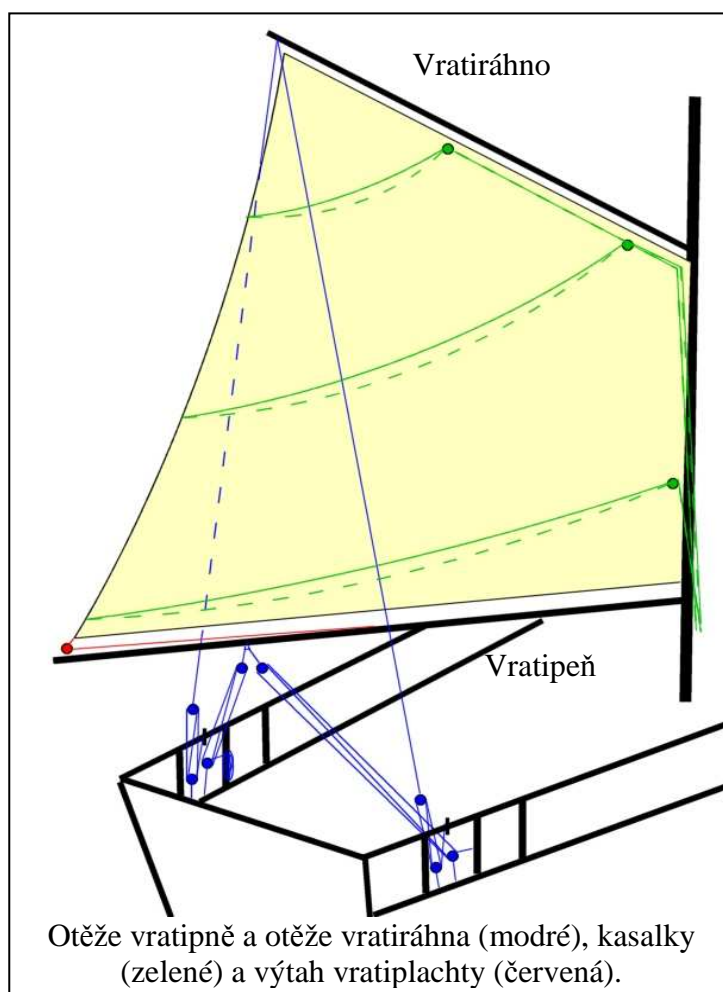 Vratiráhno
Vratipeň
Otěže vratipně a otěže vratiráhna (modré), kasalky
(zelené) a výtah vratiplachty (červená).